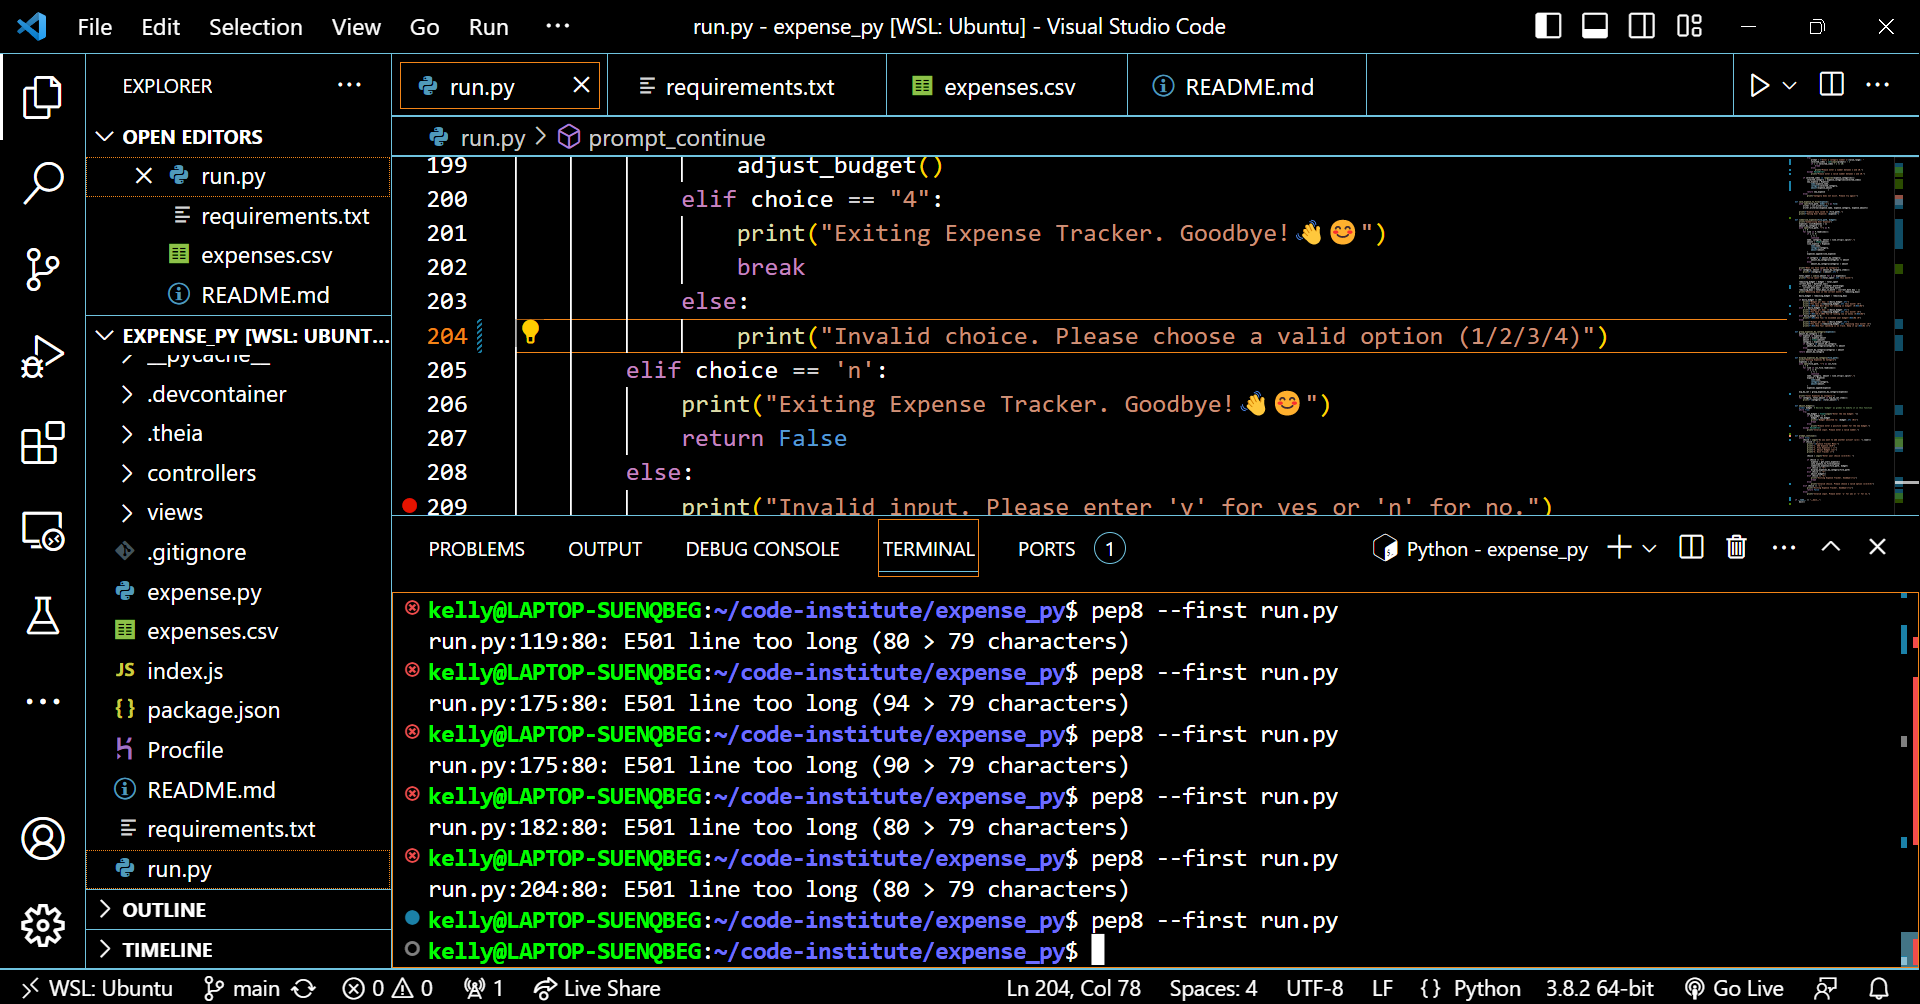 File Edit Selection View Go Run ··· run.py - expense_py [WSL: Ubuntu] - Visual Studio Code
EXPLORER ···
OPEN EDITORS
run.py
requirements.txt
expenses.csv
README.md
EXPENSE_PY [WSL: UBUNT...
__pycache__
.devcontainer
.theia
controllers
views
.gitignore
expense.py
expenses.csv
JS index.js
{} package.json
Procfile
README.md
requirements.txt
run.py
OUTLINE
TIMELINE
run.py requirements.txt expenses.csv README.md
run.py > prompt_continue
199 adjust_budget()
200 elif choice == "4":
201 print("Exiting Expense Tracker. Goodbye!👋😊")
202 break
203 else:
204 print("Invalid choice. Please choose a valid option (1/2/3/4)")
205 elif choice == 'n':
206 print("Exiting Expense Tracker. Goodbye!👋😊")
207 return False
208 else:
209 print("Invalid input. Please enter 'y' for yes or 'n' for no.")
PROBLEMS OUTPUT DEBUG CONSOLE TERMINAL PORTS 1 Python - expense_py
kelly@LAPTOP-SUENQBEG:~/code-institute/expense_py$ pep8 --first run.py
run.py:119:80: E501 line too long (80 > 79 characters)
kelly@LAPTOP-SUENQBEG:~/code-institute/expense_py$ pep8 --first run.py
run.py:175:80: E501 line too long (94 > 79 characters)
kelly@LAPTOP-SUENQBEG:~/code-institute/expense_py$ pep8 --first run.py
run.py:175:80: E501 line too long (90 > 79 characters)
kelly@LAPTOP-SUENQBEG:~/code-institute/expense_py$ pep8 --first run.py
run.py:182:80: E501 line too long (80 > 79 characters)
kelly@LAPTOP-SUENQBEG:~/code-institute/expense_py$ pep8 --first run.py
run.py:204:80: E501 line too long (80 > 79 characters)
kelly@LAPTOP-SUENQBEG:~/code-institute/expense_py$ pep8 --first run.py
kelly@LAPTOP-SUENQBEG:~/code-institute/expense_py$
WSL: Ubuntu main 0 0 1 Live Share Ln 204, Col 78 Spaces: 4 UTF-8 LF {} Python 3.8.2 64-bit Go Live